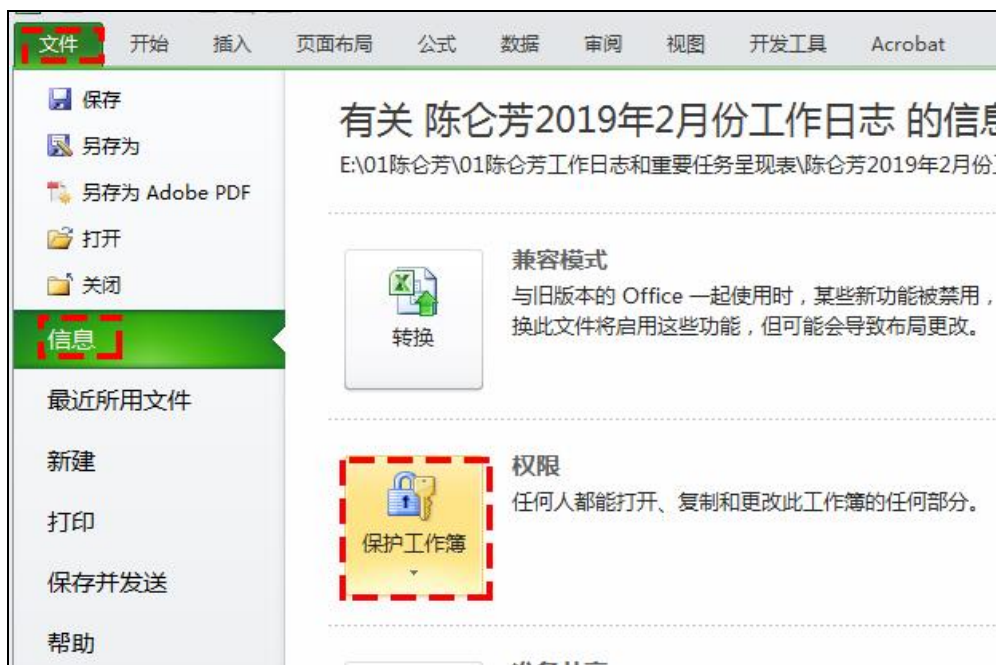 文件 开始 插入 页面布局 公式 数据 审阅 视图 开发工具 Acrobat
保存
另存为
另存为 Adobe PDF
打开
关闭
信息
最近所用文件
新建
打印
保存并发送
帮助
有关 陈仑芳2019年2月份工作日志 的信息
E:\01陈仑芳\01陈仑芳工作日志和重要任务呈现表\陈仑芳2019年2月份
转换
兼容模式
与旧版本的 Office 一起使用时，某些新功能被禁用，
换此文件将启用这些功能，但可能会导致布局更改。
保护工作簿
权限
任何人都能打开、复制和更改此工作簿的任何部分。